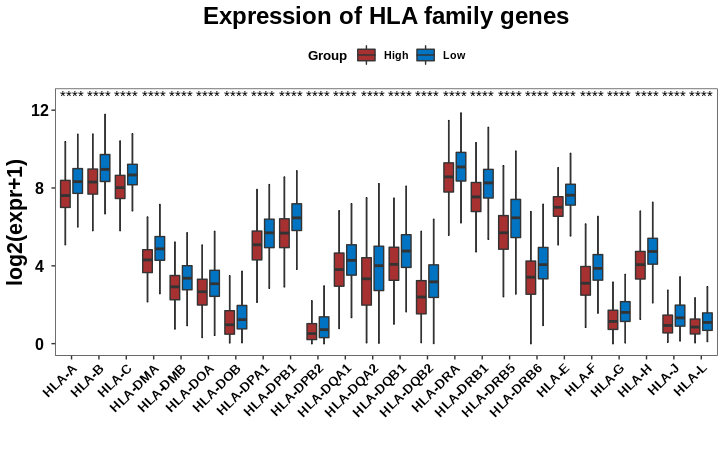 Expression of HLA family genes
Group High Low
**** **** **** **** **** **** **** **** **** **** **** **** **** **** **** **** **** **** **** **** **** **** **** ****
log2(expr+1)
12
8
4
0
HLA-A HLA-B HLA-C HLA-DMA HLA-DMB HLA-DOA HLA-DOB HLA-DPA1 HLA-DPB1 HLA-DPB2 HLA-DQA1 HLA-DQA2 HLA-DQB1 HLA-DQB2 HLA-DRA HLA-DRB1 HLA-DRB5 HLA-DRB6 HLA-E HLA-F HLA-G HLA-H HLA-J HLA-L